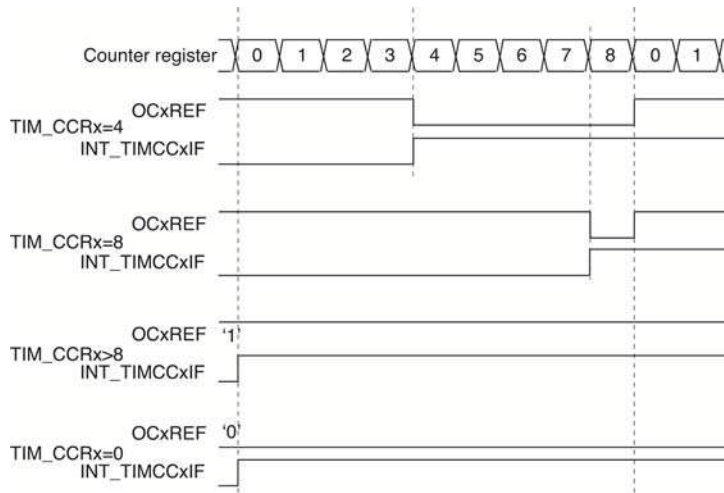 Counter register 0 1 2 3 4 5 6 7 8 0 1
OCxREF
TIM_CCRx=4
INT_TIMCCxIF
OCxREF
TIM_CCRx=8
INT_TIMCCxIF
OCxREF '1'
TIM_CCRx>8
INT_TIMCCxIF
OCxREF '0'
TIM_CCRx=0
INT_TIMCCxIF